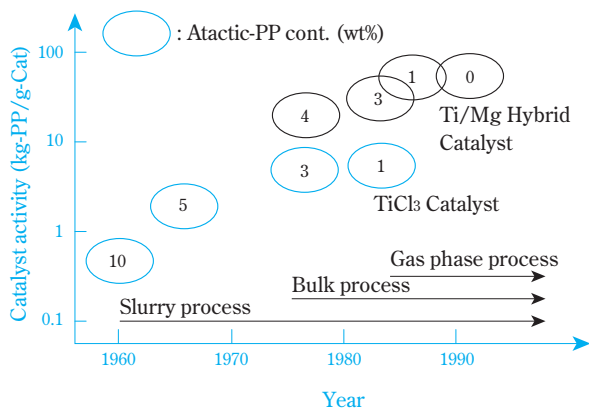 : Atactic-PP cont. (wt%)
Catalyst activity (kg-PP/g-Cat)
100
10
1
0.1
10
5
4
3
3
1
1
0
Ti/Mg Hybrid
Catalyst
TiCl3 Catalyst
Gas phase process
Bulk process
Slurry process
1960
1970
1980
1990
Year